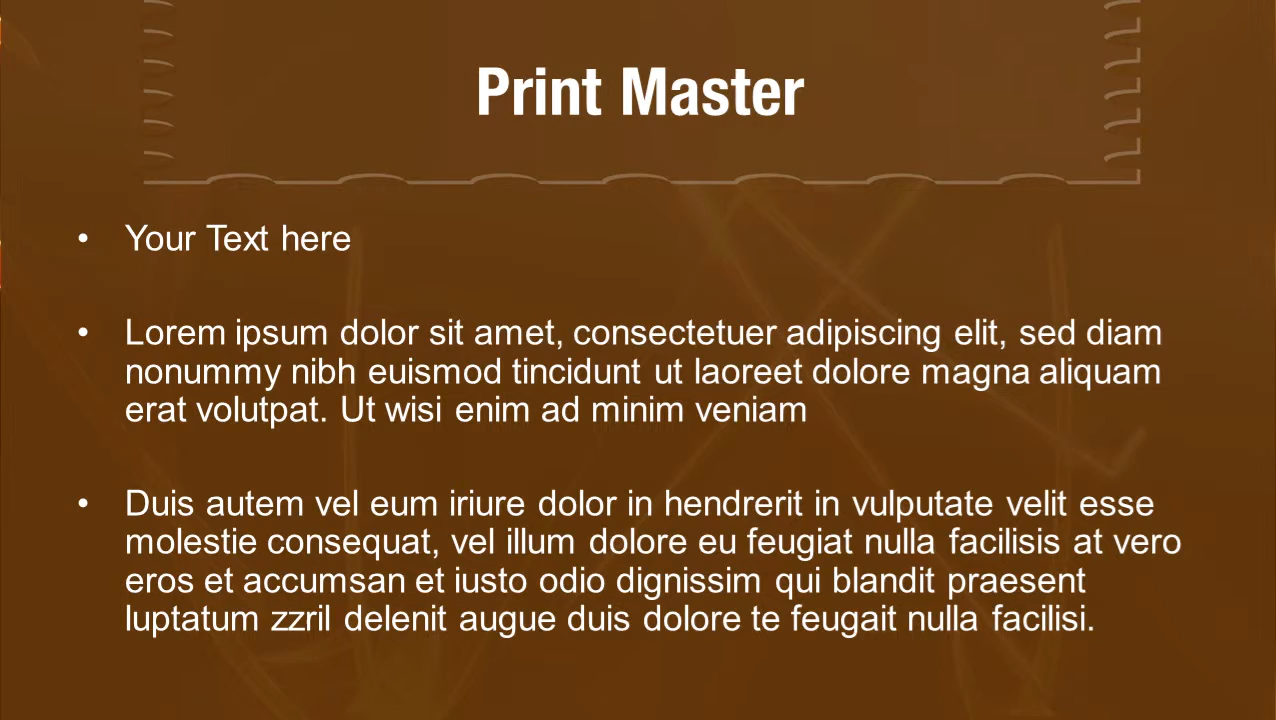 Print Master
• Your Text here
• Lorem ipsum dolor sit amet, consectetuer adipiscing elit, sed diam
nonummy nibh euismod tincidunt ut laoreet dolore magna aliquam
erat volutpat. Ut wisi enim ad minim veniam
• Duis autem vel eum iriure dolor in hendrerit in vulputate velit esse
molestie consequat, vel illum dolore eu feugiat nulla facilisis at vero
eros et accumsan et iusto odio dignissim qui blandit praesent
luptatum zzril delenit augue duis dolore te feugait nulla facilisi.